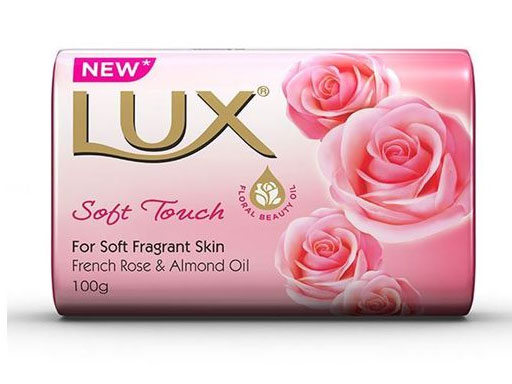 NEW*
LUX®
FLORAL BEAUTY OIL
Soft Touch
For Soft Fragrant Skin
French Rose & Almond Oil
100g